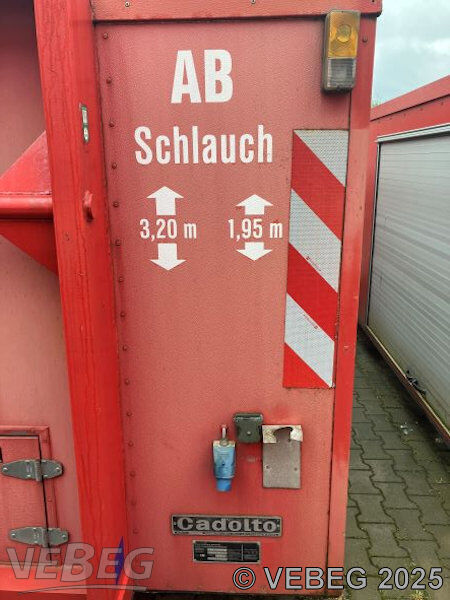 AB
Schlauch
3,20 m 1,95 m
Cadolto
VEBEG
© VEBEG 2025